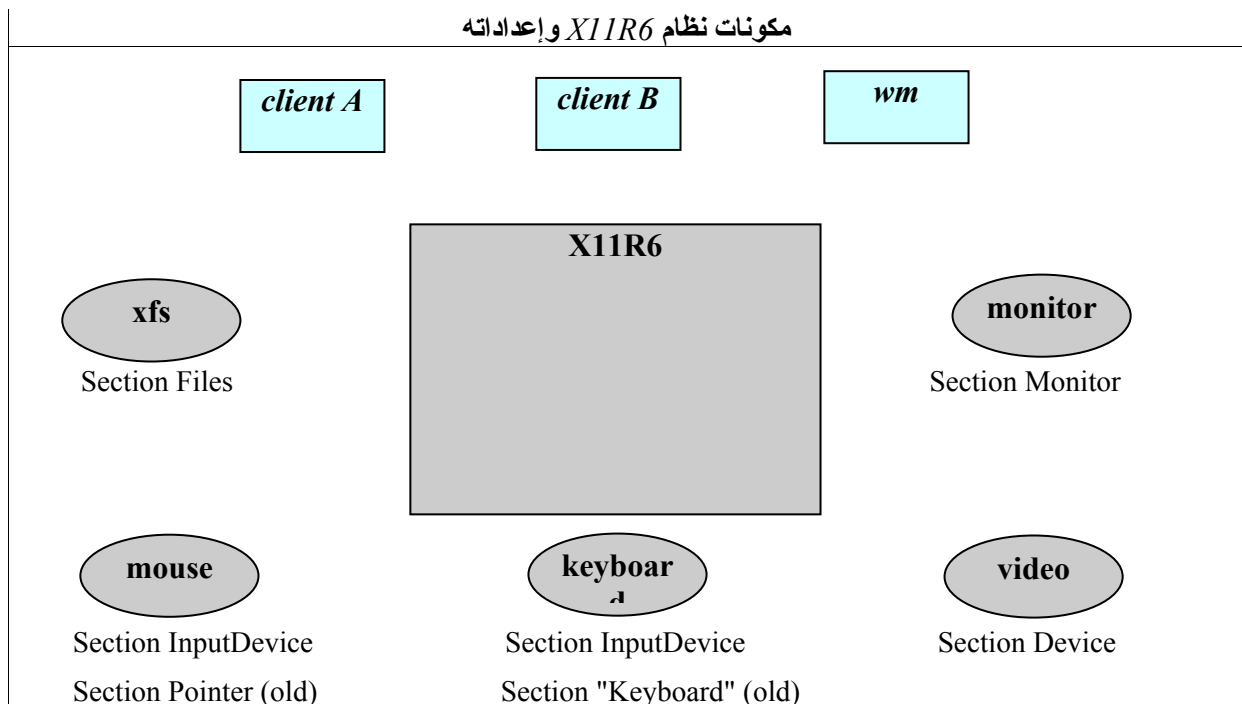 مكونات نظام X11R6 وإعداداته
client A
client B
wm
X11R6
xfs
monitor
Section Files
Section Monitor
mouse
keyboar
d
video
Section InputDevice
Section InputDevice
Section Device
Section Pointer (old)
Section "Keyboard" (old)